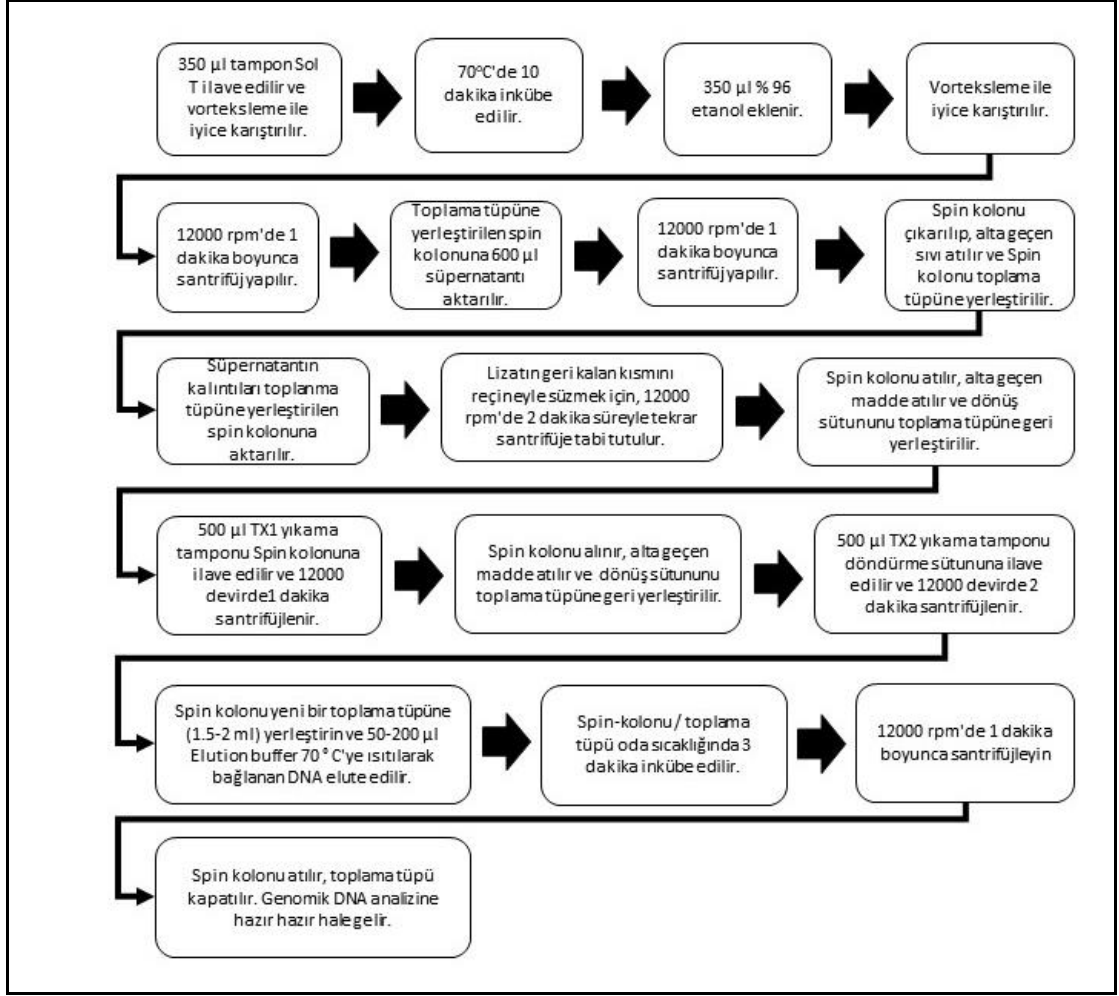 350 µl tampon Sol
T ilave edilir ve
vorteksleme ile
iyice karıştırılır.
70°C'de 10
dakika inkübe
edilir.
350 µl % 96
etanol eklenir.
Vorteksleme ile
iyice karıştırılır.
12000 rpm'de 1
dakika boyunca
santrifüj yapılır.
Toplama tüpüne
yerleştirilen spin
kolonuna 600 µl
süpernatantı
aktarılır.
12000 rpm'de 1
dakika boyunca
santrifüj yapılır.
Spin kolonu
çıkarılıp, alta geçen
sıvı atılır ve Spin
kolonu toplama
tüpüne yerleştirilir.
Süpernatantın
kalıntıları toplanma
tüpüne yerleştirilen
spin kolonuna
aktarılır.
Lizatın geri kalan kısmını
reçineyle süzmek için, 12000
rpm'de 2 dakika süreyle tekrar
santrifüje tabi tutulur.
Spin kolonu atılır, alta geçen
madde atılır ve dönüş
sütununu toplama tüpüne geri
yerleştirilir.
500 µl TX1 yıkama
tamponu Spin kolonuna
ilave edilir ve 12000
devirde1 dakika
santrifüjlenir.
Spin kolonu alınır, alta geçen
madde atılır ve dönüş sütununu
toplama tüpüne geri yerleştirilir.
500 µl TX2 yıkama tamponu
döndürme sütununa ilave
edilir ve 12000 devirde 2
dakika santrifüjlenir.
Spin kolonu yeni bir toplama tüpüne
(1.5-2 ml) yerleştirin ve 50-200 µl
Elution buffer 70 ° C'ye ısıtılarak
bağlanan DNA elute edilir.
Spin-kolonu / toplama
tüpü oda sıcaklığında 3
dakika inkübe edilir.
12000 rpm'de 1 dakika
boyunca santrifüjleyin
Spin kolonu atılır, toplama tüpü
kapatılır. Genomik DNA analizine
hazır hazır hale gelir.